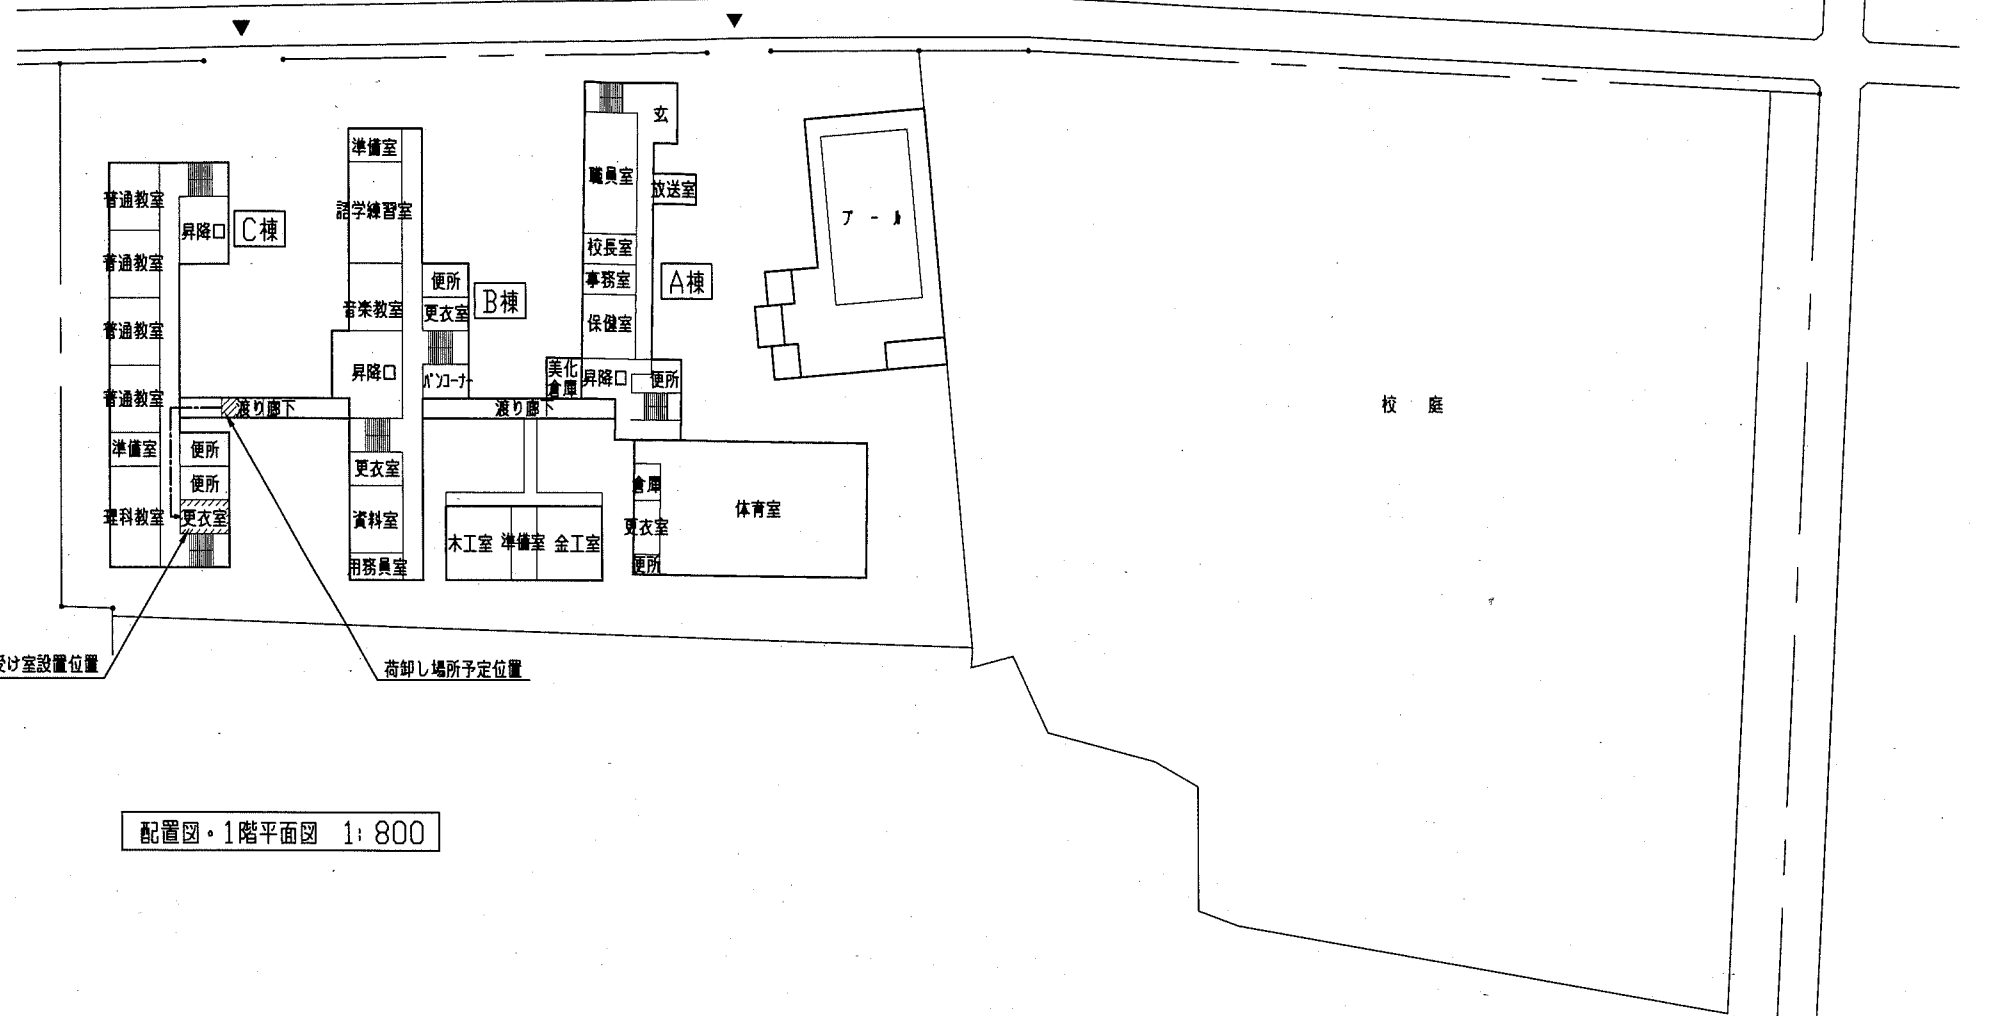 玄
準備室
職員室
普通教室
放送室
語学練習室
プール
昇降口
C棟
校長室
普通教室
便所
事務室
A棟
B棟
音楽教室
更衣室
保健室
普通教室
昇降口
パンコーナー
美化
倉庫
昇降口
便所
普通教室
渡り廊下
渡り廊下
校 庭
準備室
便所
更衣室
便所
倉庫
体育室
理科教室
更衣室
資料室
更衣室
木工室
準備室
金工室
用務員室
便所
受け室設置位置
荷卸し場所予定位置
配置図・1階平面図 1:800